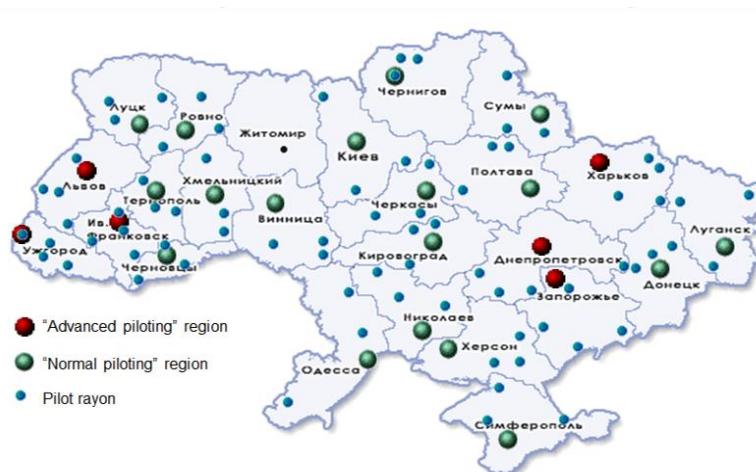 Чернигов
Луцк
Ровно
Сумы
Житомир
Киев
Харьков
Львов
Хмельницкий
Тернополь
Полтава
Черкасы
Винница
Ив.
Франковск
Ужгород
Луганск
Кировоград
Днепропетровск
Черновцы
Донецк
Запорожье
Николаев
"Advanced piloting" region
Херсон
"Normal piloting" region
Одесса
Pilot rayon
Симферополь